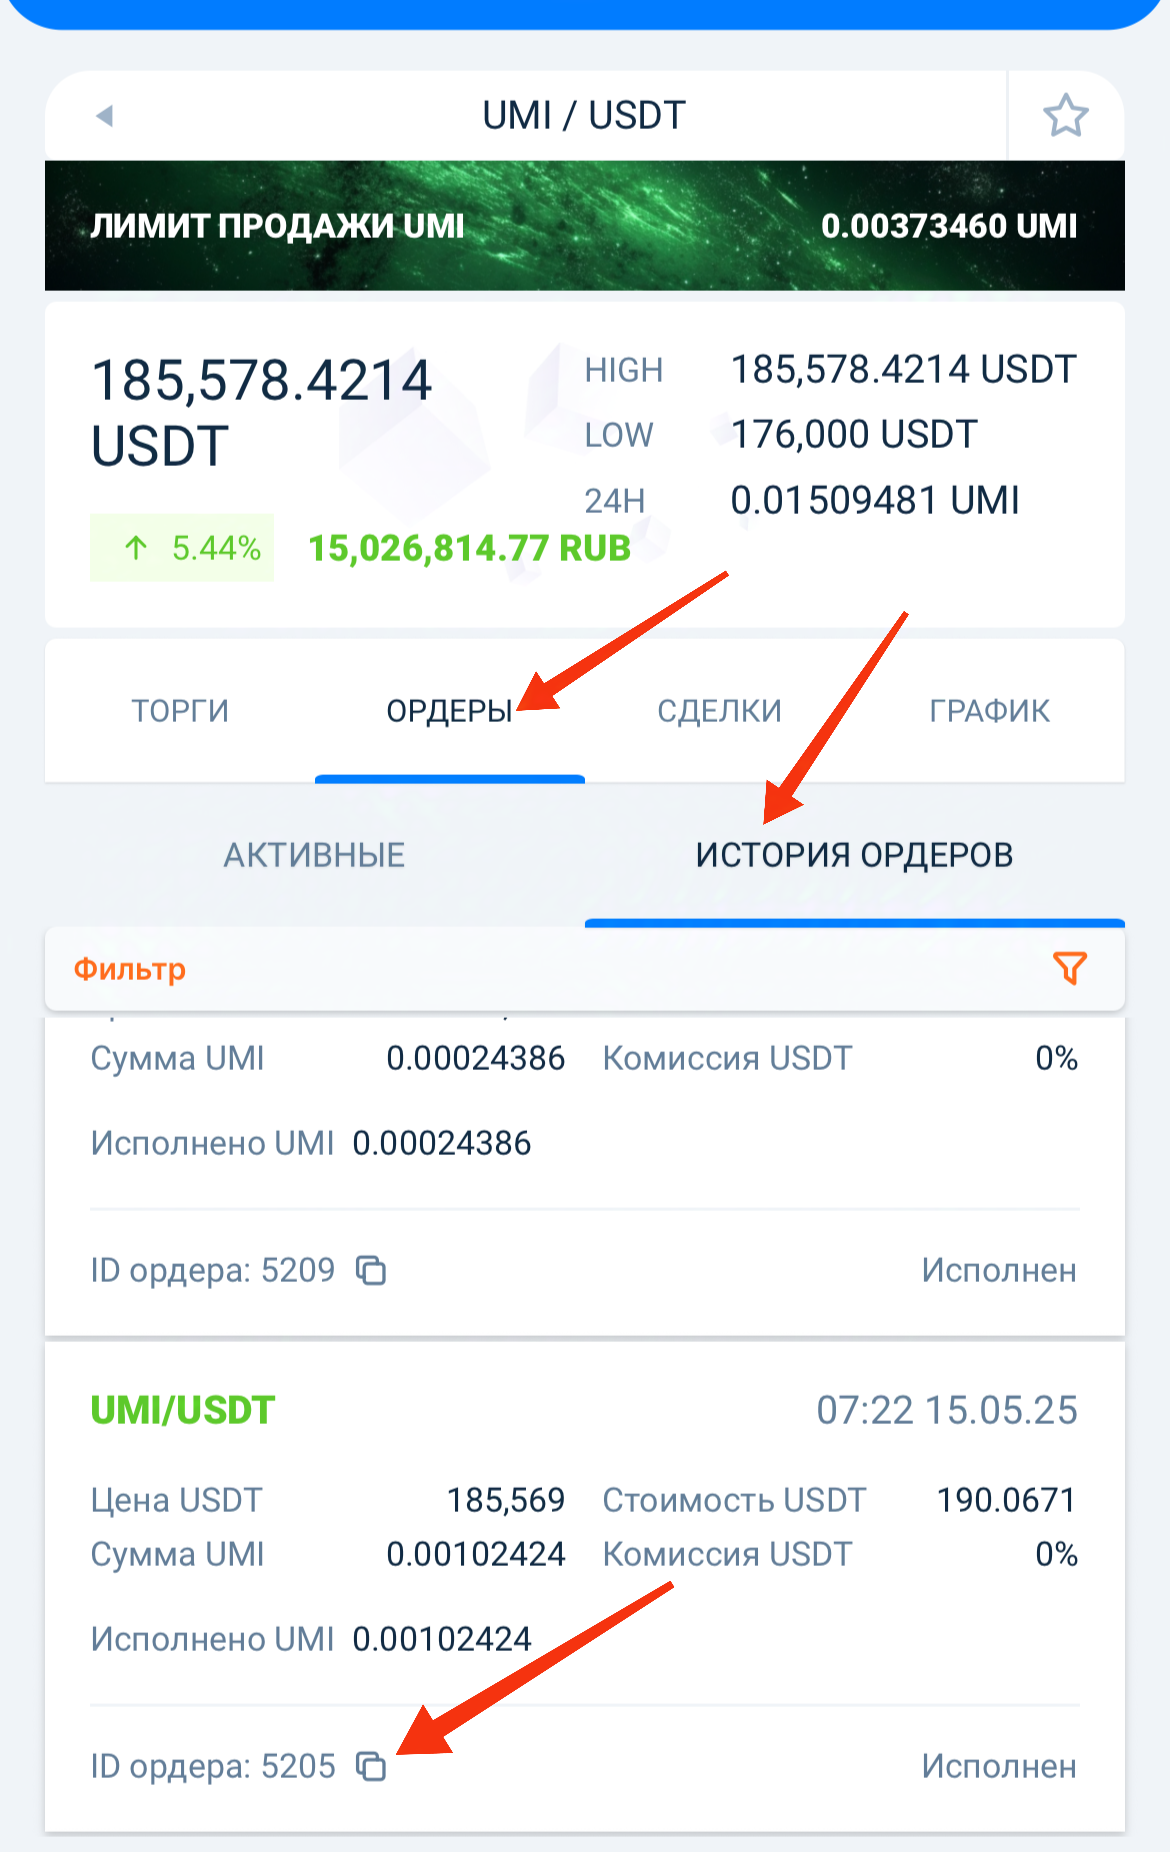 UMI / USDT
ЛИМИТ ПРОДАЖИ UMI 0.00373460 UMI
185,578.4214 USDT
HIGH 185,578.4214 USDT
LOW 176,000 USDT
24H 0.01509481 UMI
↑ 5.44% 15,026,814.77 RUB
ТОРГИ ОРДЕРЫ СДЕЛКИ ГРАФИК
АКТИВНЫЕ ИСТОРИЯ ОРДЕРОВ
Фильтр
Сумма UMI 0.00024386 Комиссия USDT 0%
Исполнено UMI 0.00024386
ID ордера: 5209 Исполнен
UMI/USDT 07:22 15.05.25
Цена USDT 185,569 Стоимость USDT 190.0671
Сумма UMI 0.00102424 Комиссия USDT 0%
Исполнено UMI 0.00102424
ID ордера: 5205 Исполнен